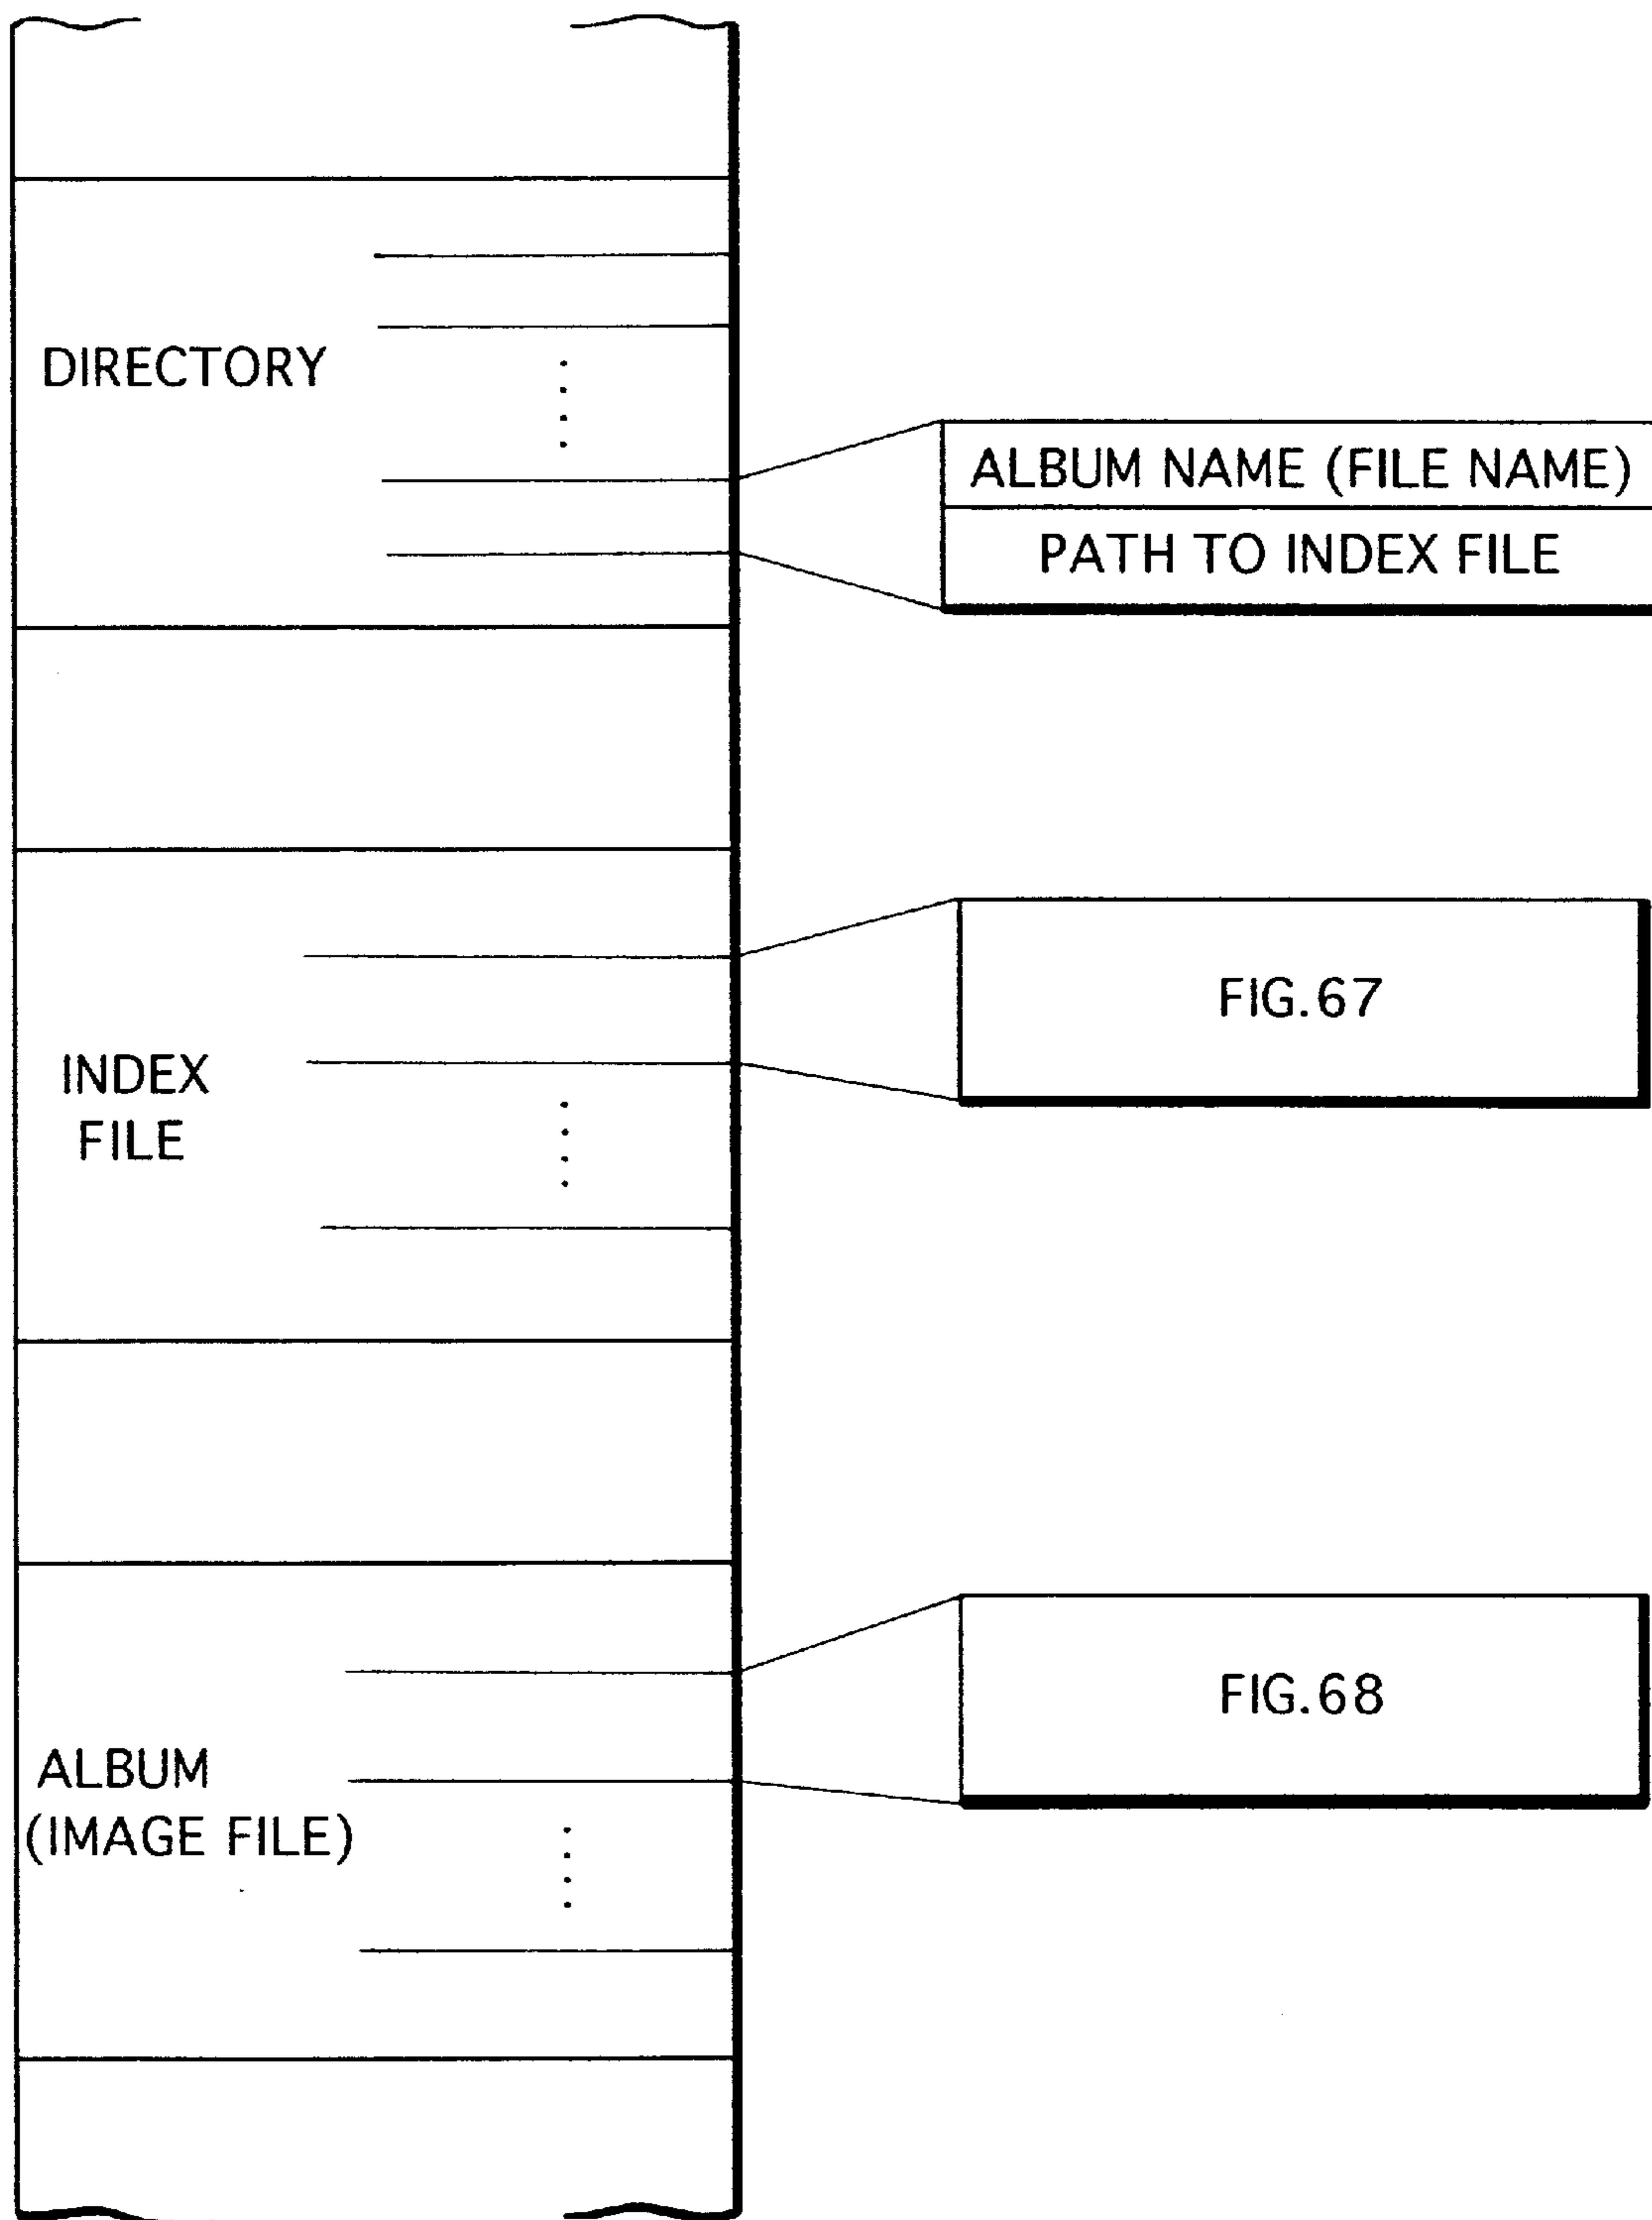 DIRECTORY
ALBUM NAME (FILE NAME)
PATH TO INDEX FILE
INDEX
FILE
FIG.67
ALBUM
(IMAGE FILE)
FIG.68